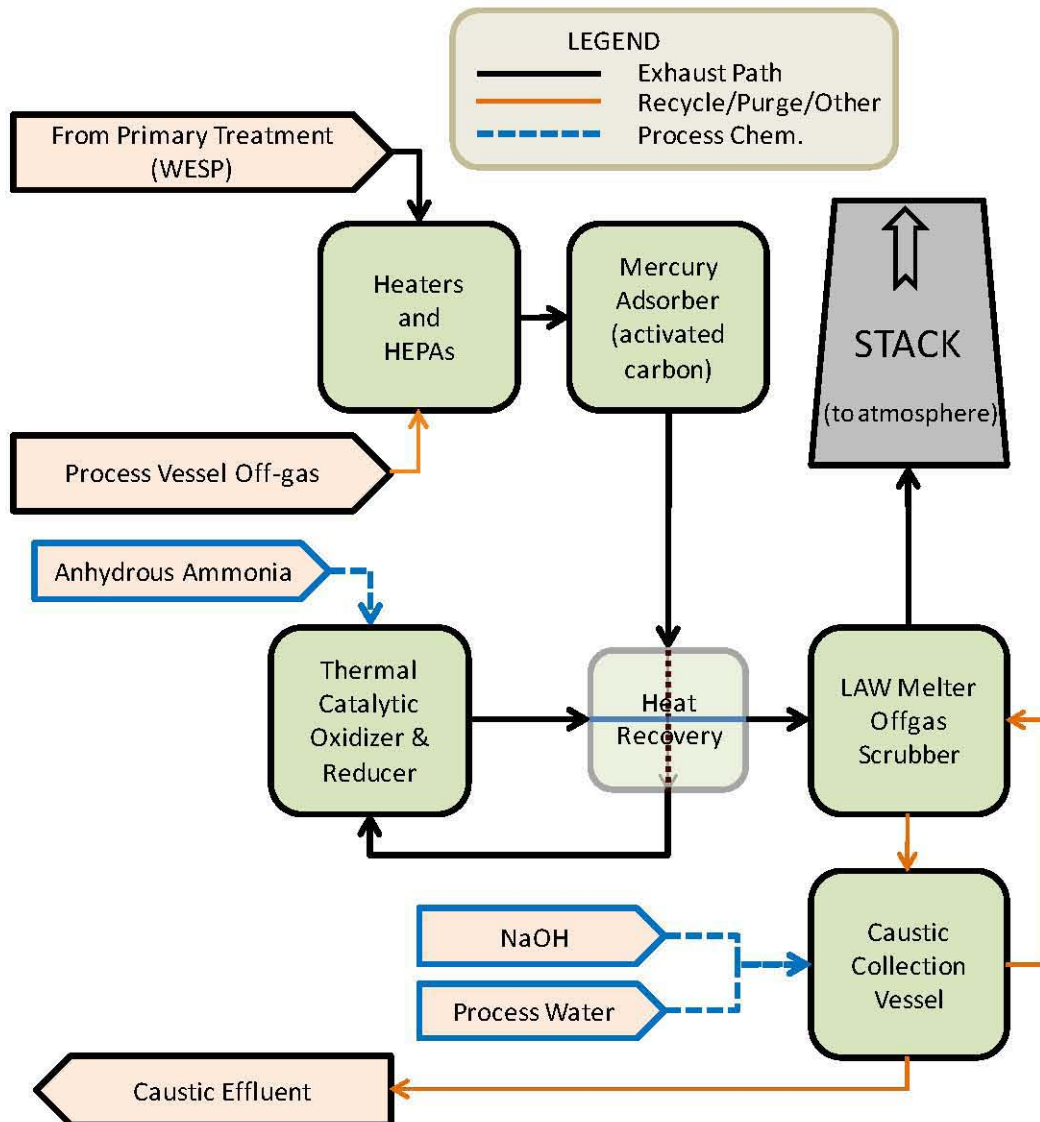 LEGEND
Exhaust Path
Recycle/Purge/Other
Process Chem.
From Primary Treatment
(WESP)
Heaters
and
HEPAs
Mercury
Adsorber
(activated
carbon)
STACK
(to atmosphere)
Process Vessel Off-gas
Anhydrous Ammonia
Thermal
Catalytic
Oxidizer &
Reducer
Heat
Recovery
LAW Melter
Offgas
Scrubber
NaOH
Process Water
Caustic
Collection
Vessel
Caustic Effluent